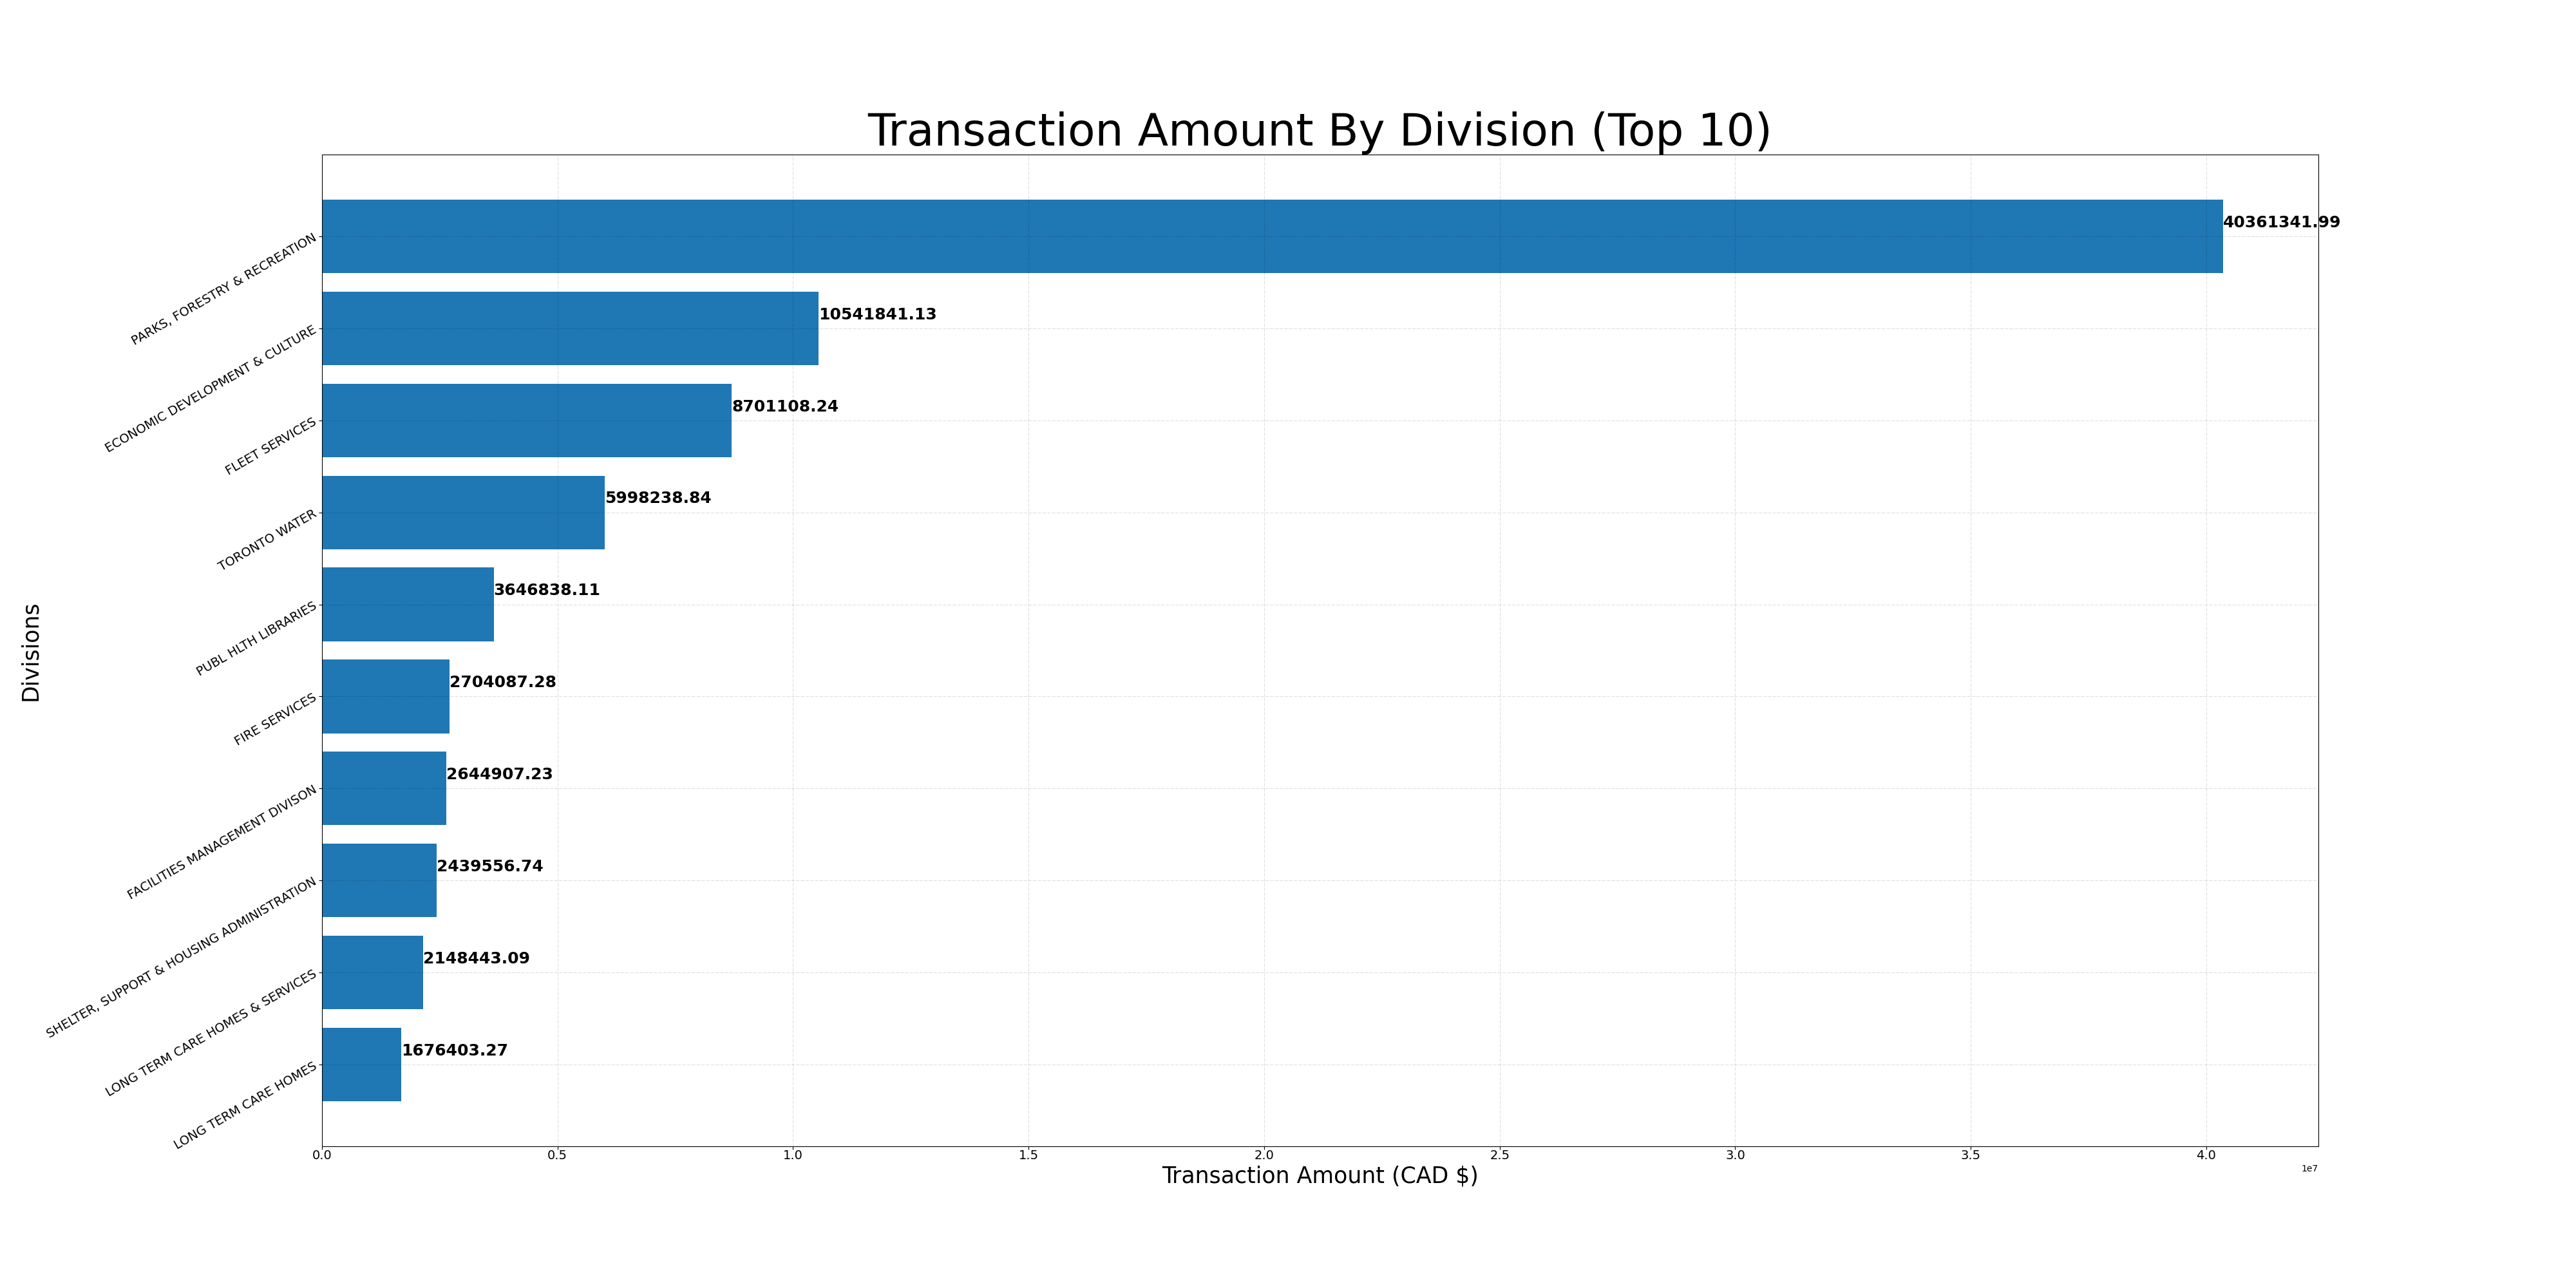 Transaction Amount By Division (Top 10)
PARKS, FORESTRY & RECREATION
40361341.99
ECONOMIC DEVELOPMENT & CULTURE
10541841.13
FLEET SERVICES
8701108.24
TORONTO WATER
5998238.84
PUBL HLTH LIBRARIES
3646838.11
FIRE SERVICES
2704087.28
FACILITIES MANAGEMENT DIVISON
2644907.23
SHELTER, SUPPORT & HOUSING ADMINISTRATION
2439556.74
LONG TERM CARE HOMES & SERVICES
2148443.09
LONG TERM CARE HOMES
1676403.27
Divisions
0.0 0.5 1.0 1.5 2.0 2.5 3.0 3.5 4.0
1e7
Transaction Amount (CAD $)